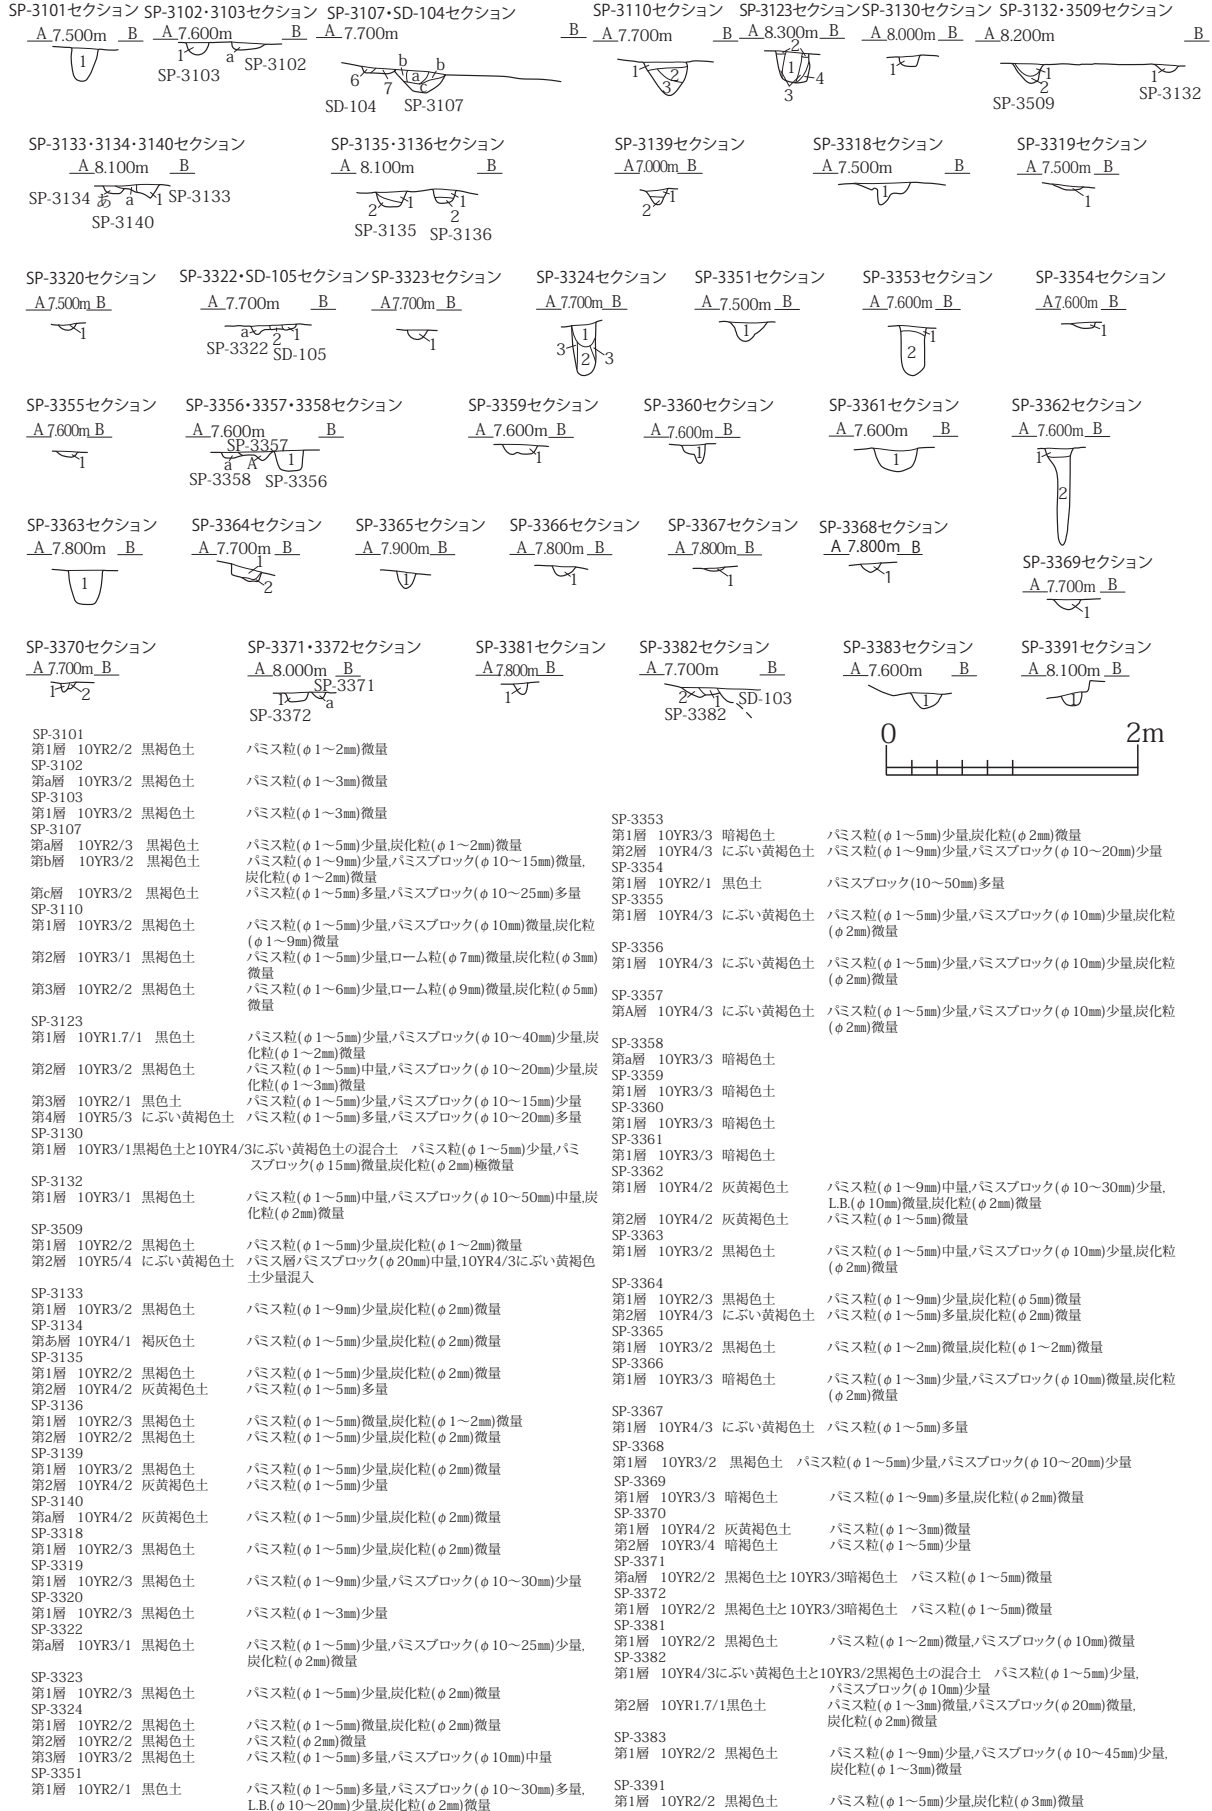 SP-3101セクション SP-3102・3103セクション SP-3107・SD-104セクション SP-3110セクション SP-3123セクション SP-3130セクション SP-3132・3509セクション
A 7.500m B A 7.600m B A 7.700m B A 7.700m B A 8.300m B A 8.000m B A 8.200m B
1 1 a SP-3103 SP-3102 6 7 b a b c SD-104 SP-3107 1 2 3 2 1 4 3 1 1 2 SP-3509 1 SP-3132
SP-3133・3134・3140セクション SP-3135・3136セクション SP-3139セクション SP-3318セクション SP-3319セクション
A 8.100m B A 8.100m B A 7.000m B A 7.500m B A 7.500m B
SP-3134 あ a 1 SP-3133 SP-3140 2 1 SP-3135 1 2 SP-3136 1 2 1 1
SP-3320セクション SP-3322・SD-105セクション SP-3323セクション SP-3324セクション SP-3351セクション SP-3353セクション SP-3354セクション
A 7.500m B A 7.700m B A 7.700m B A 7.700m B A 7.500m B A 7.600m B A 7.600m B
1 a 2 1 SP-3322 SD-105 1 3 1 2 3 1 1 2 1
SP-3355セクション SP-3356・3357・3358セクション SP-3359セクション SP-3360セクション SP-3361セクション SP-3362セクション
A 7.600m B A 7.600m B A 7.600m B A 7.600m B A 7.600m B A 7.600m B
1 SP-3357 a A 1 SP-3358 SP-3356 1 1 1 1 2
SP-3363セクション SP-3364セクション SP-3365セクション SP-3366セクション SP-3367セクション SP-3368セクション
A 7.800m B A 7.700m B A 7.900m B A 7.800m B A 7.800m B A 7.800m B
1 1 2 1 1 1 1
SP-3369セクション
A 7.700m B
1
SP-3370セクション SP-3371・3372セクション SP-3381セクション SP-3382セクション SP-3383セクション SP-3391セクション
A 7.700m B A 8.000m B A 7.800m B A 7.700m B A 7.600m B A 8.100m B
1 2 SP-3371 1 a SP-3372 1 2 1 SD-103 SP-3382 1 1
0 2m
SP-3101
第1層 10YR2/2 黒褐色土 パミス粒(φ1～2㎜)微量
SP-3102
第a層 10YR3/2 黒褐色土 パミス粒(φ1～3㎜)微量
SP-3103
第1層 10YR3/2 黒褐色土 パミス粒(φ1～3㎜)微量
SP-3107
第a層 10YR2/3 黒褐色土 パミス粒(φ1～5㎜)少量,炭化粒(φ1～2㎜)微量
第b層 10YR3/2 黒褐色土 パミス粒(φ1～9㎜)少量,パミスブロック(φ10～15㎜)微量,
炭化粒(φ1～2㎜)微量
第c層 10YR3/2 黒褐色土 パミス粒(φ1～5㎜)多量,パミスブロック(φ10～25㎜)多量
SP-3110
第1層 10YR3/2 黒褐色土 パミス粒(φ1～5㎜)少量,パミスブロック(φ10㎜)微量,炭化粒
(φ1～9㎜)微量
第2層 10YR3/1 黒褐色土 パミス粒(φ1～5㎜)少量,ローム粒(φ7㎜)微量,炭化粒(φ3㎜)
微量
第3層 10YR2/2 黒褐色土 パミス粒(φ1～6㎜)少量,ローム粒(φ9㎜)微量,炭化粒(φ5㎜)
微量
SP-3123
第1層 10YR1.7/1 黒色土 パミス粒(φ1～5㎜)少量,パミスブロック(φ10～40㎜)少量,炭
化粒(φ1～2㎜)微量
第2層 10YR3/2 黒褐色土 パミス粒(φ1～5㎜)中量,パミスブロック(φ10～20㎜)少量,炭
化粒(φ1～3㎜)微量
第3層 10YR2/1 黒色土 パミス粒(φ1～5㎜)少量,パミスブロック(φ10～15㎜)少量
第4層 10YR5/3 にぶい黄褐色土 パミス粒(φ1～5㎜)多量,パミスブロック(φ10～20㎜)多量
SP-3130
第1層 10YR3/1黒褐色土と10YR4/3にぶい黄褐色土の混合土 パミス粒(φ1～5㎜)少量,パミ
スブロック(φ15㎜)微量,炭化粒(φ2㎜)極微量
SP-3132
第1層 10YR3/1 黒褐色土 パミス粒(φ1～5㎜)中量,パミスブロック(φ10～50㎜)中量,炭
化粒(φ2㎜)微量
SP-3509
第1層 10YR2/2 黒褐色土 パミス粒(φ1～5㎜)少量,炭化粒(φ1～2㎜)微量
第2層 10YR5/4 にぶい黄褐色土 パミス層パミスブロック(φ20㎜)中量,10YR4/3にぶい黄褐色
土少量混入
SP-3133
第1層 10YR3/2 黒褐色土 パミス粒(φ1～9㎜)少量,炭化粒(φ2㎜)微量
SP-3134
第あ層 10YR4/1 褐灰色土 パミス粒(φ1～5㎜)少量,炭化粒(φ2㎜)微量
SP-3135
第1層 10YR2/2 黒褐色土 パミス粒(φ1～5㎜)少量,炭化粒(φ2㎜)微量
第2層 10YR4/2 灰黄褐色土 パミス粒(φ1～5㎜)多量
SP-3136
第1層 10YR2/3 黒褐色土 パミス粒(φ1～5㎜)微量,炭化粒(φ1～2㎜)微量
第2層 10YR2/2 黒褐色土 パミス粒(φ1～5㎜)少量,炭化粒(φ2㎜)微量
SP-3139
第1層 10YR3/2 黒褐色土 パミス粒(φ1～5㎜)少量,炭化粒(φ2㎜)微量
第2層 10YR4/2 灰黄褐色土 パミス粒(φ1～5㎜)少量
SP-3140
第a層 10YR4/2 灰黄褐色土 パミス粒(φ1～5㎜)少量,炭化粒(φ2㎜)微量
SP-3318
第1層 10YR2/3 黒褐色土 パミス粒(φ1～5㎜)少量,炭化粒(φ2㎜)微量
SP-3319
第1層 10YR2/3 黒褐色土 パミス粒(φ1～9㎜)少量,パミスブロック(φ10～30㎜)少量
SP-3320
第1層 10YR2/3 黒褐色土 パミス粒(φ1～3㎜)少量
SP-3322
第a層 10YR3/1 黒褐色土 パミス粒(φ1～5㎜)少量,パミスブロック(φ10～25㎜)少量,
炭化粒(φ2㎜)微量
SP-3323
第1層 10YR2/3 黒褐色土 パミス粒(φ1～5㎜)少量,炭化粒(φ2㎜)微量
SP-3324
第1層 10YR2/2 黒褐色土 パミス粒(φ1～5㎜)微量,炭化粒(φ2㎜)微量
第2層 10YR2/2 黒褐色土 パミス粒(φ2㎜)微量
第3層 10YR3/2 黒褐色土 パミス粒(φ1～5㎜)多量,パミスブロック(φ10㎜)中量
SP-3351
第1層 10YR2/1 黒色土 パミス粒(φ1～5㎜)多量,パミスブロック(φ10～30㎜)多量,
L.B.(φ10～20㎜)少量,炭化粒(φ2㎜)微量
SP-3353
第1層 10YR3/3 暗褐色土 パミス粒(φ1～5㎜)少量,炭化粒(φ2㎜)微量
第2層 10YR4/3 にぶい黄褐色土 パミス粒(φ1～9㎜)少量,パミスブロック(φ10～20㎜)少量
SP-3354
第1層 10YR2/1 黒色土 パミスブロック(10～50㎜)多量
SP-3355
第1層 10YR4/3 にぶい黄褐色土 パミス粒(φ1～5㎜)少量,パミスブロック(φ10㎜)少量,炭化粒
(φ2㎜)微量
SP-3356
第1層 10YR4/3 にぶい黄褐色土 パミス粒(φ1～5㎜)少量,パミスブロック(φ10㎜)少量,炭化粒
(φ2㎜)微量
SP-3357
第A層 10YR4/3 にぶい黄褐色土 パミス粒(φ1～5㎜)少量,パミスブロック(φ10㎜)少量,炭化粒
(φ2㎜)微量
SP-3358
第a層 10YR3/3 暗褐色土
SP-3359
第1層 10YR3/3 暗褐色土
SP-3360
第1層 10YR3/3 暗褐色土
SP-3361
第1層 10YR3/3 暗褐色土
SP-3362
第1層 10YR4/2 灰黄褐色土 パミス粒(φ1～9㎜)中量,パミスブロック(φ10～30㎜)少量,
L.B.(φ10㎜)微量,炭化粒(φ2㎜)微量
第2層 10YR4/2 灰黄褐色土 パミス粒(φ1～5㎜)微量
SP-3363
第1層 10YR3/2 黒褐色土 パミス粒(φ1～5㎜)中量,パミスブロック(φ10㎜)少量,炭化粒
(φ2㎜)微量
SP-3364
第1層 10YR2/3 黒褐色土 パミス粒(φ1～9㎜)少量,炭化粒(φ5㎜)微量
第2層 10YR4/3 にぶい黄褐色土 パミス粒(φ1～5㎜)多量,炭化粒(φ2㎜)微量
SP-3365
第1層 10YR3/2 黒褐色土 パミス粒(φ1～2㎜)微量,炭化粒(φ1～2㎜)微量
SP-3366
第1層 10YR3/3 暗褐色土 パミス粒(φ1～3㎜)少量,パミスブロック(φ10㎜)微量,炭化粒
(φ2㎜)微量
SP-3367
第1層 10YR4/3 にぶい黄褐色土 パミス粒(φ1～5㎜)多量
SP-3368
第1層 10YR3/2 黒褐色土 パミス粒(φ1～5㎜)少量,パミスブロック(φ10～20㎜)少量
SP-3369
第1層 10YR3/3 暗褐色土 パミス粒(φ1～9㎜)多量,炭化粒(φ2㎜)微量
SP-3370
第1層 10YR4/2 灰黄褐色土 パミス粒(φ1～3㎜)微量
第2層 10YR3/4 暗褐色土 パミス粒(φ1～5㎜)少量
SP-3371
第a層 10YR2/2 黒褐色土と10YR3/3暗褐色土 パミス粒(φ1～5㎜)微量
SP-3372
第1層 10YR2/2 黒褐色土と10YR3/3暗褐色土 パミス粒(φ1～5㎜)微量
SP-3381
第1層 10YR2/2 黒褐色土 パミス粒(φ1～2㎜)微量,パミスブロック(φ10㎜)微量
SP-3382
第1層 10YR4/3にぶい黄褐色土と10YR3/2黒褐色土の混合土 パミス粒(φ1～5㎜)少量,
パミスブロック(φ10㎜)少量
第2層 10YR1.7/1黒色土 パミス粒(φ1～3㎜)微量,パミスブロック(φ20㎜)微量,
炭化粒(φ2㎜)微量
SP-3383
第1層 10YR2/2 黒褐色土 パミス粒(φ1～9㎜)少量,パミスブロック(φ10～45㎜)少量,
炭化粒(φ1～3㎜)微量
SP-3391
第1層 10YR2/2 黒褐色土 パミス粒(φ1～5㎜)少量,炭化粒(φ3㎜)微量